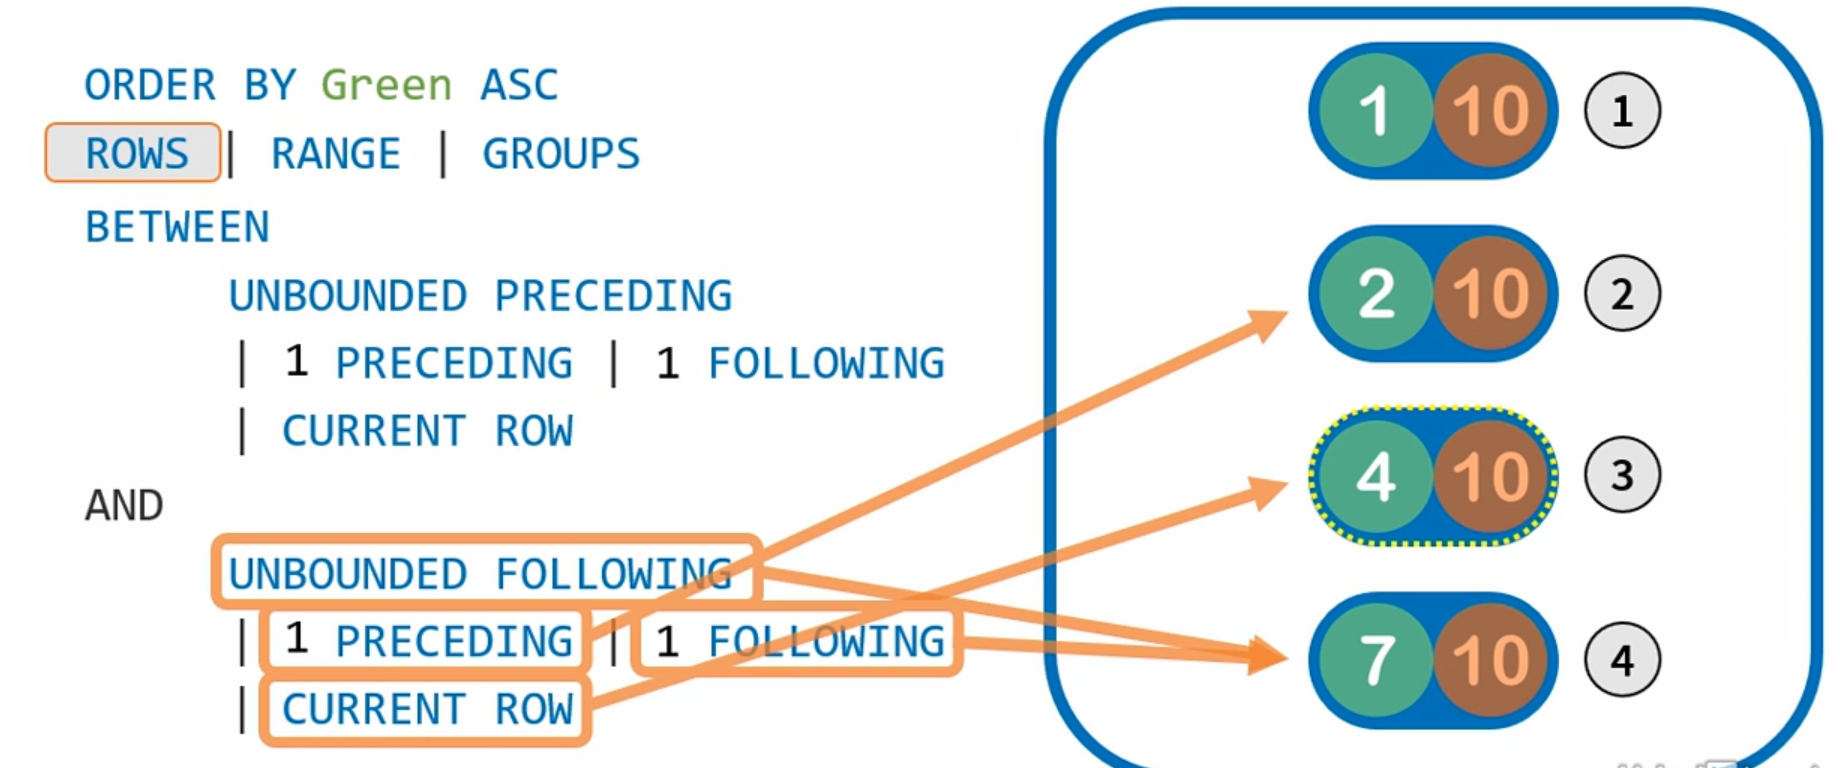 ORDER BY Green ASC
ROWS | RANGE | GROUPS
BETWEEN
UNBOUNDED PRECEDING
| 1 PRECEDING | 1 FOLLOWING
| CURRENT ROW
AND
UNBOUNDED FOLLOWING
| 1 PRECEDING | 1 FOLLOWING
| CURRENT ROW
1 10 1
2 10 2
4 10 3
7 10 4